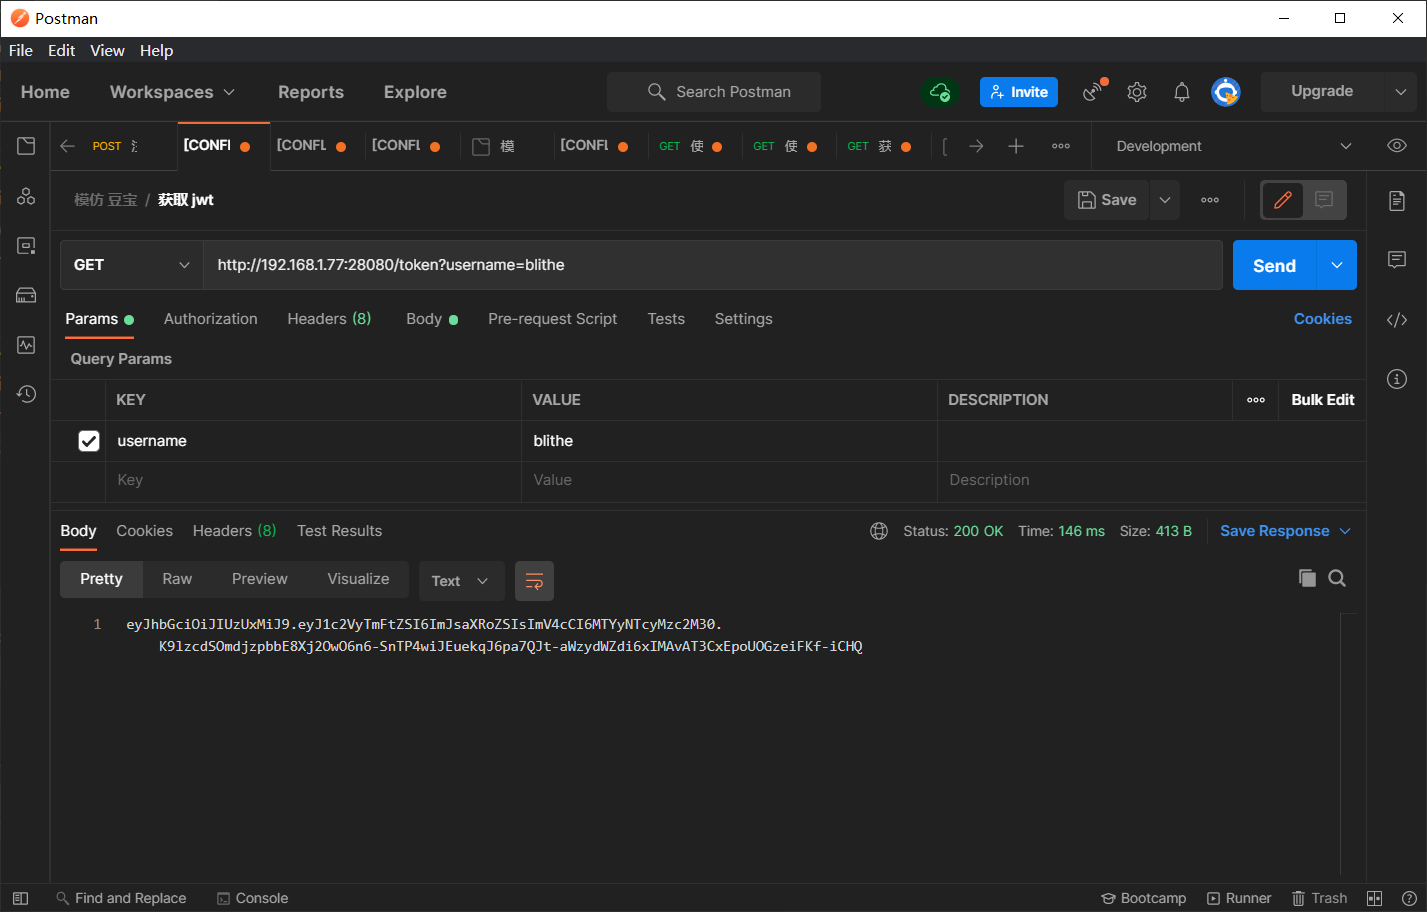 Postman
File Edit View Help
Home Workspaces Reports Explore Search Postman Invite Upgrade
POST [CONFL [CONFL [CONFL 模 [CONFL GET 使 GET 使 GET 获 [ Development
模仿 豆宝 / 获取 jwt Save
GET http://192.168.1.77:28080/token?username=blithe Send
Params Authorization Headers (8) Body Pre-request Script Tests Settings Cookies
Query Params
KEY VALUE DESCRIPTION Bulk Edit
username blithe
Key Value Description
Body Cookies Headers (8) Test Results Status: 200 OK Time: 146 ms Size: 413 B Save Response
Pretty Raw Preview Visualize Text
1 eyJhbGciOiJIUzUxMiJ9.eyJ1c2VyTmFtZSI6ImJsaXRoZSIsImV4cCI6MTYyNTcyMzc2M30.
K9lzcdSOmdjzpbbE8Xj2OwO6n6-SnTP4wiJEuekqJ6pa7QJt-aWzydWZdi6xIMAvAT3CxEpoUOGzeiFKf-iCHQ
Find and Replace Console Bootcamp Runner Trash